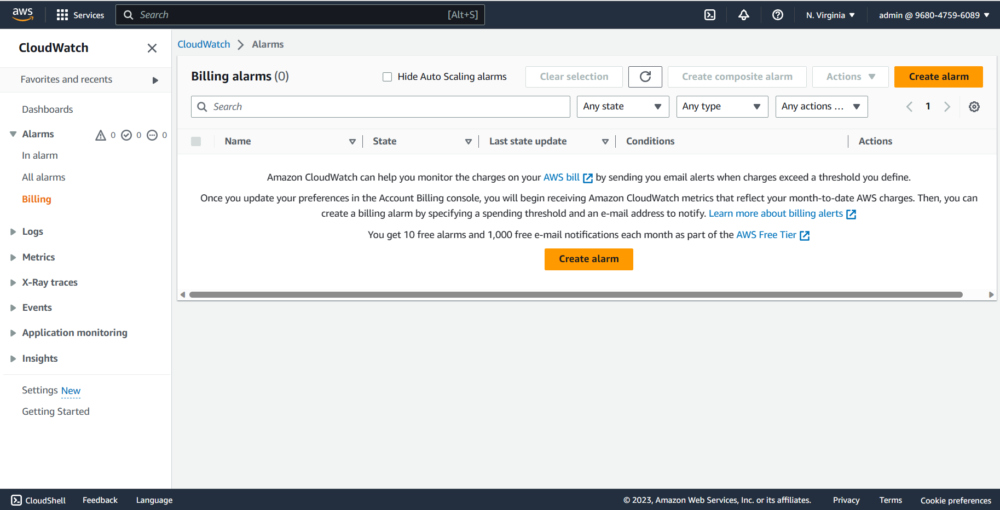 aws
Services
Search
[Alt+S]
N. Virginia
admin @ 9680-4759-6089
CloudWatch
Favorites and recents
Dashboards
Alarms
0
0
0
In alarm
All alarms
Billing
Logs
Metrics
X-Ray traces
Events
Application monitoring
Insights
Settings New
Getting Started
CloudWatch
Alarms
Billing alarms (0)
Hide Auto Scaling alarms
Clear selection
Create composite alarm
Actions
Create alarm
Search
Any state
Any type
Any actions ...
1
Name
State
Last state update
Conditions
Actions
Amazon CloudWatch can help you monitor the charges on your AWS bill by sending you email alerts when charges exceed a threshold you define.
Once you update your preferences in the Account Billing console, you will begin receiving Amazon CloudWatch metrics that reflect your month-to-date AWS charges. Then, you can
create a billing alarm by specifying a spending threshold and an e-mail address to notify. Learn more about billing alerts
You get 10 free alarms and 1,000 free e-mail notifications each month as part of the AWS Free Tier
Create alarm
CloudShell
Feedback
Language
© 2023, Amazon Web Services, Inc. or its affiliates.
Privacy
Terms
Cookie preferences